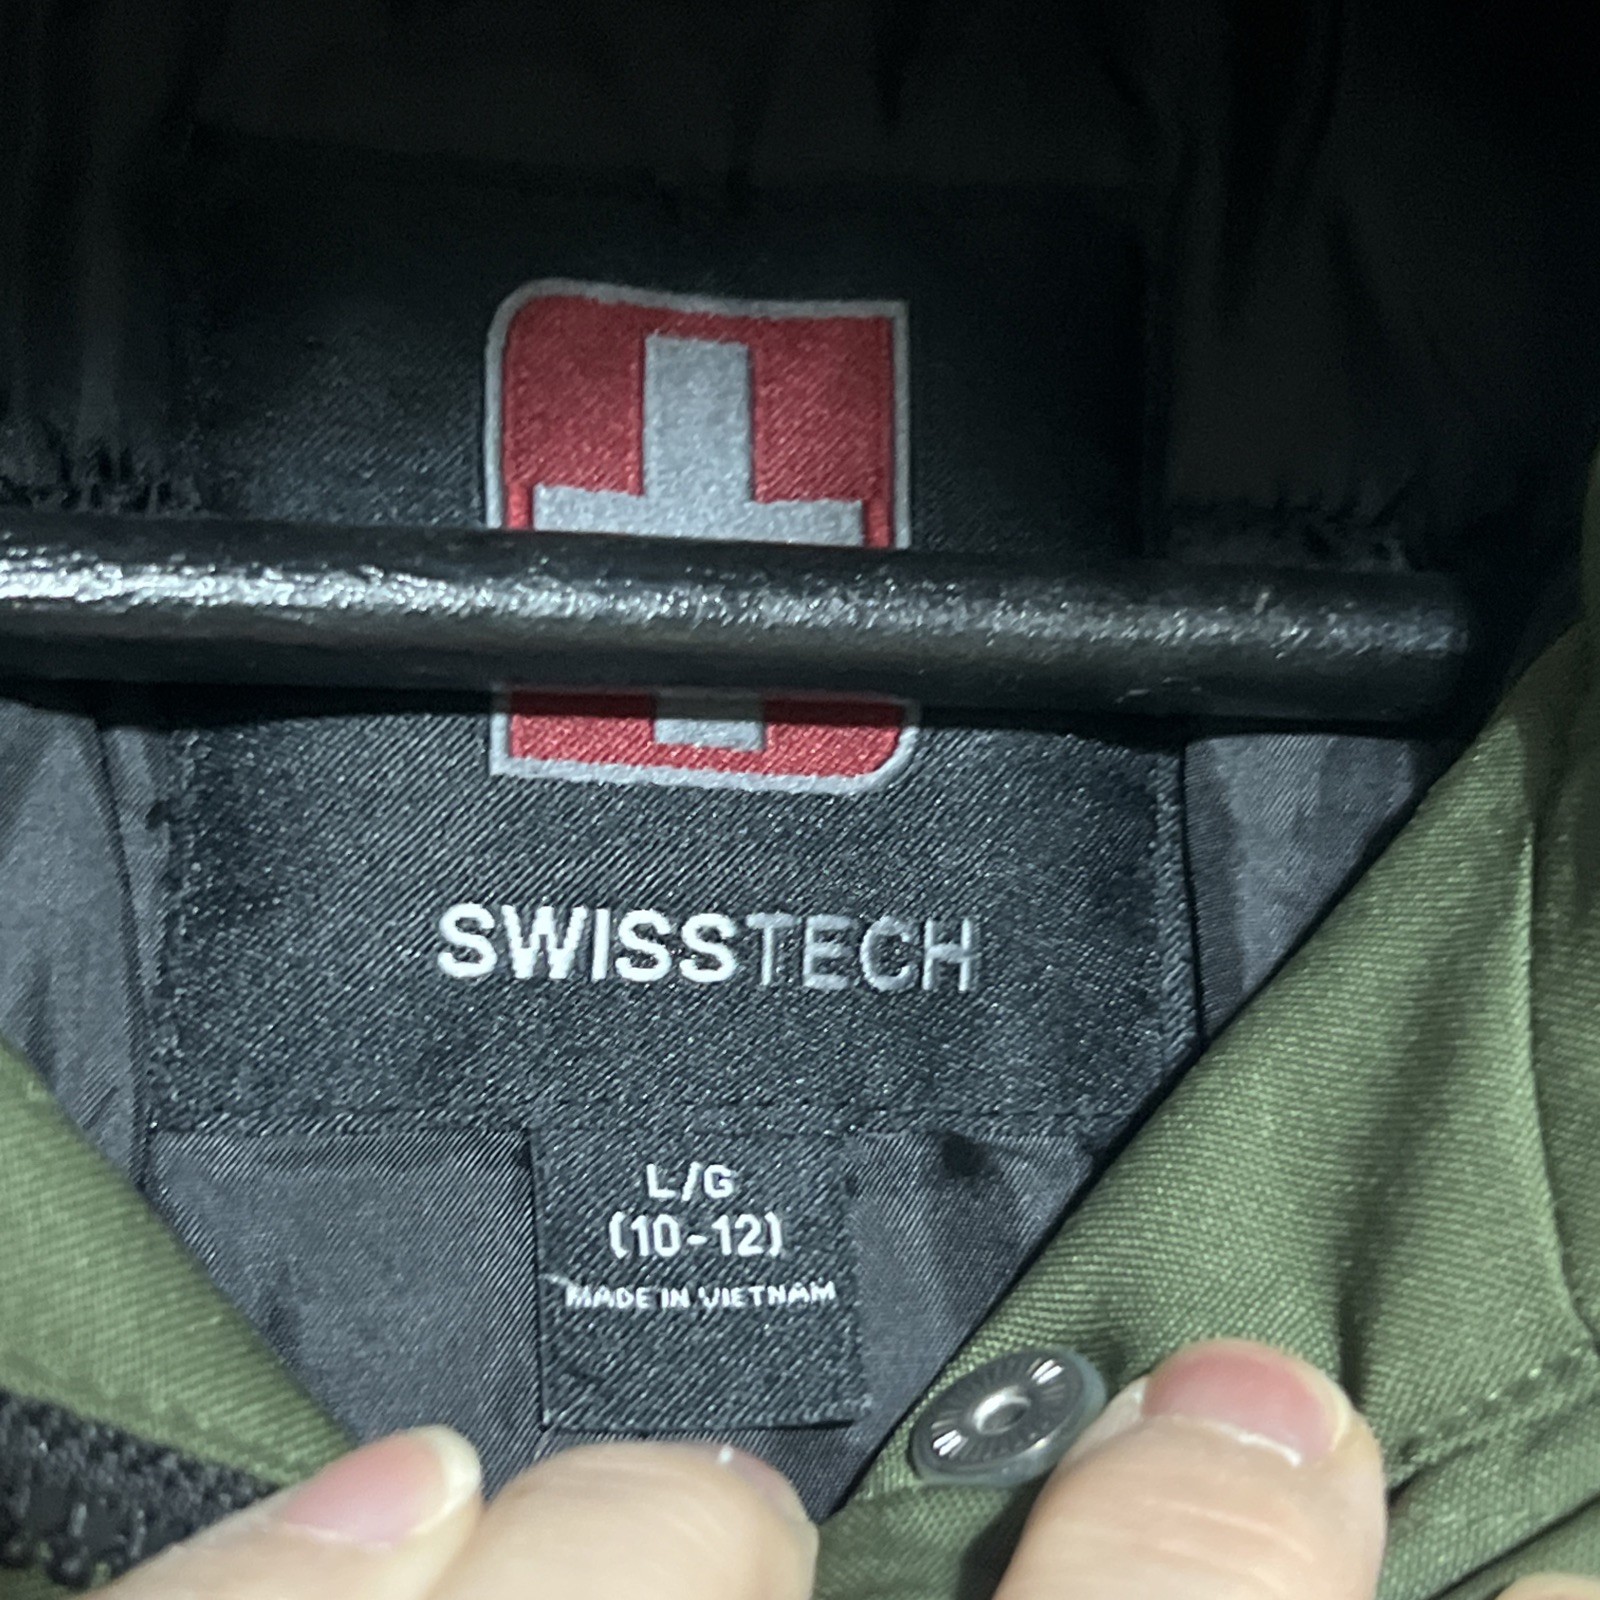 SWISSTECH
L/G
(10-12)
MADE IN VIETNAM